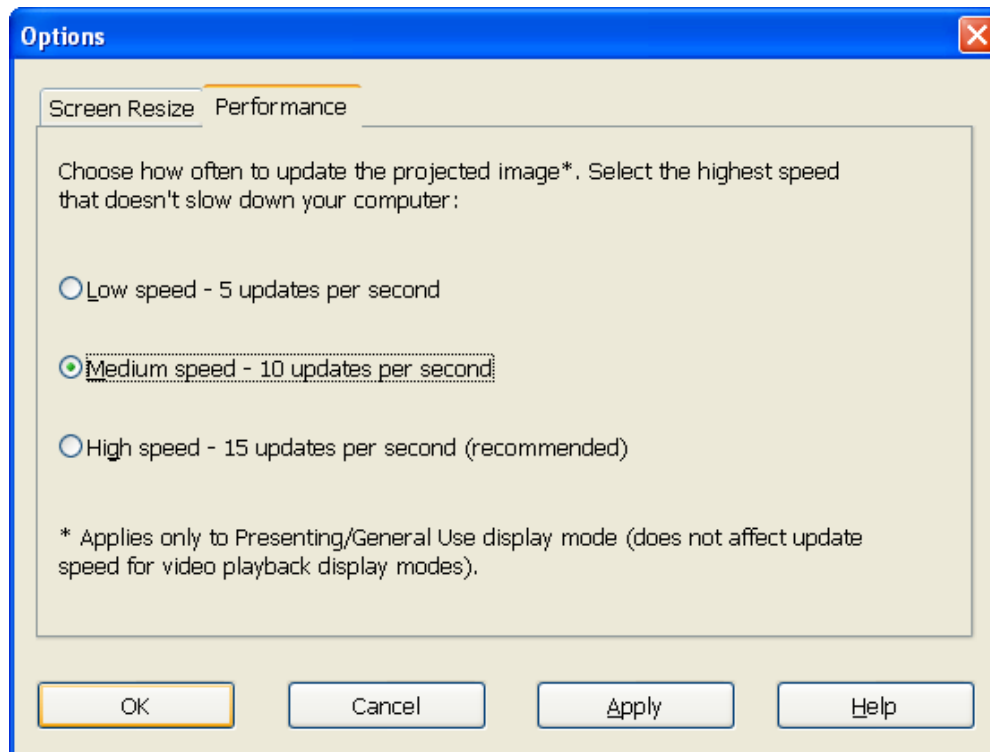 Options
Screen Resize
Performance
Choose how often to update the projected image*. Select the highest speed
that doesn't slow down your computer:
Low speed - 5 updates per second
Medium speed - 10 updates per second
High speed - 15 updates per second (recommended)
* Applies only to Presenting/General Use display mode (does not affect update
speed for video playback display modes).
OK
Cancel
Apply
Help